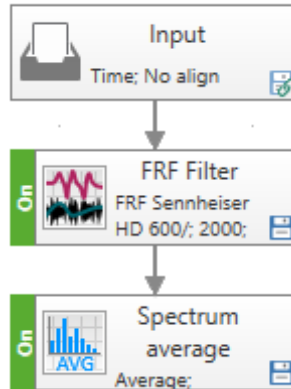 Input
Time; No align
On
FRF Filter
FRF Sennheiser
HD 600/; 2000;
On
AVG
Spectrum
average
Average;